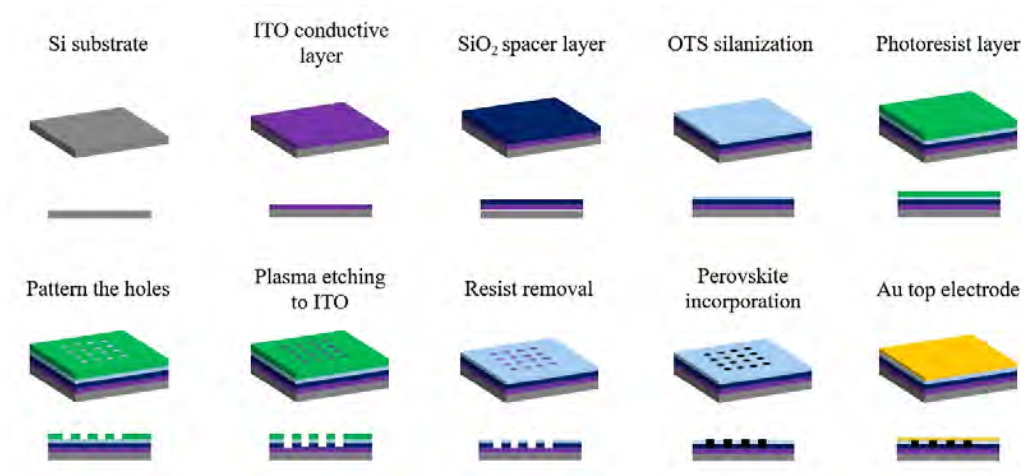 Si substrate
ITO conductive
layer
SiO₂ spacer layer
OTS silanization
Photoresist layer
Pattern the holes
Plasma etching
to ITO
Resist removal
Perovskite
incorporation
Au top electrode